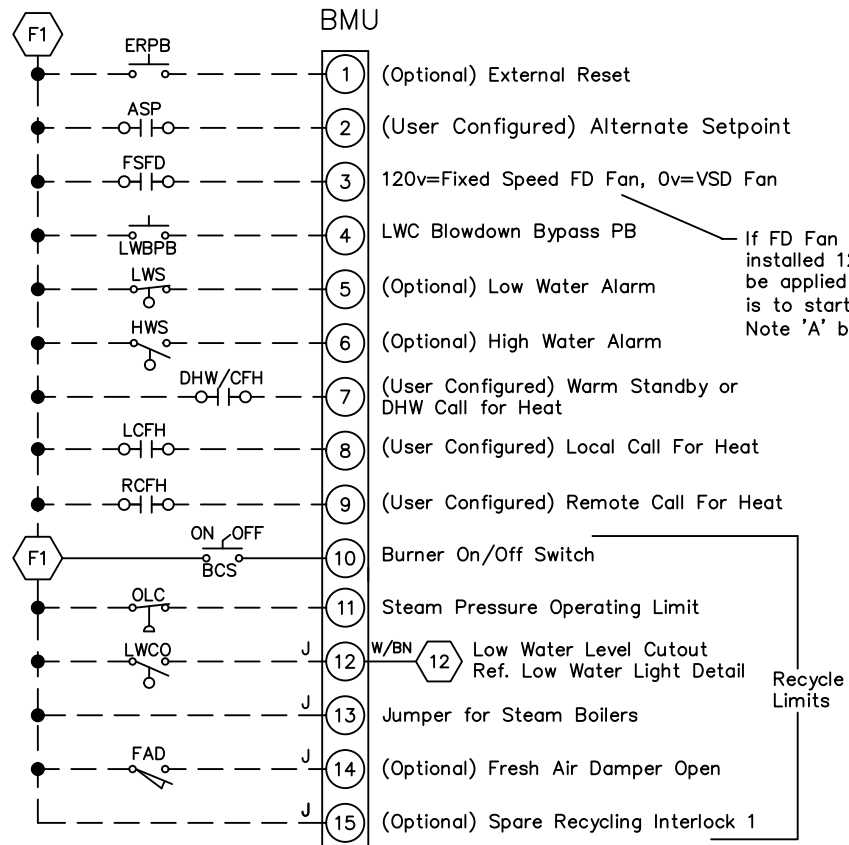 BMU
F1
ERPB
1 (Optional) External Reset
ASP
2 (User Configured) Alternate Setpoint
FSFD
3 120v=Fixed Speed FD Fan, 0v=VSD Fan
LWBPB
4 LWC Blowdown Bypass PB
If FD Fan
installed 12
be applied
is to start
Note 'A' b
LWS
5 (Optional) Low Water Alarm
HWS
6 (Optional) High Water Alarm
DHW/CFH
7 (User Configured) Warm Standby or
DHW Call for Heat
LCFH
8 (User Configured) Local Call For Heat
RCFH
9 (User Configured) Remote Call For Heat
F1
ON OFF
BCS
10 Burner On/Off Switch
OLC
11 Steam Pressure Operating Limit
LWCO
J 12 W/BN 12 Low Water Level Cutout
Ref. Low Water Light Detail
Recycle
Limits
J 13 Jumper for Steam Boilers
FAD
J 14 (Optional) Fresh Air Damper Open
J 15 (Optional) Spare Recycling Interlock 1